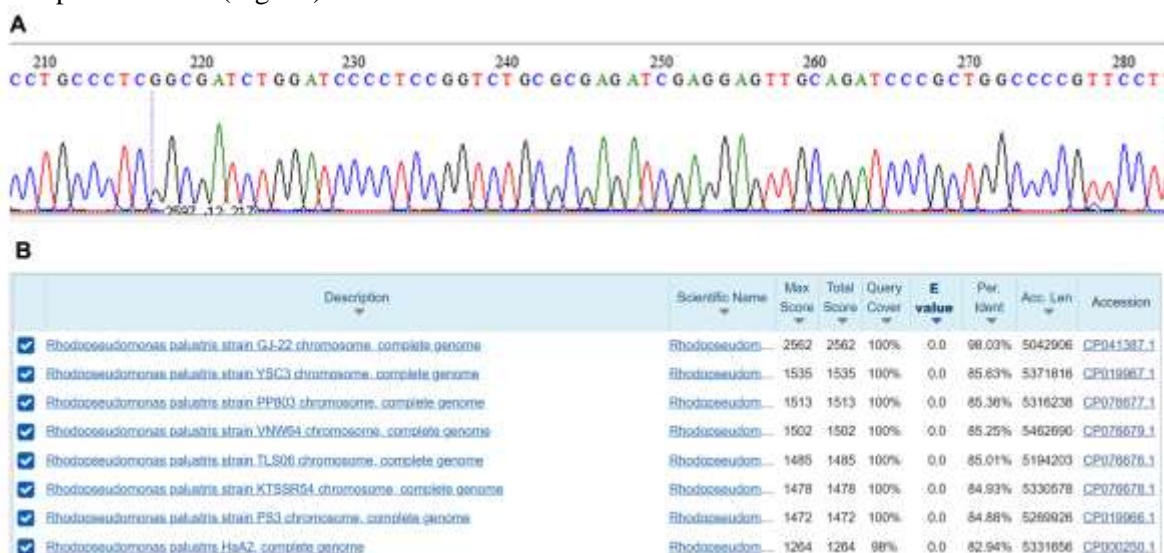 A
210 220 230 240 250 260 270 280
CCTGCCCTCGGCGATCTGGATCCCCTCCGGTCTGCGCGAGATCGAGGAGTTGCAGATCCCGCTGGCCCCGTTCCT
B
Description Scientific Name Max Score Total Score Query Cover E value Per. Ident Acc. Len Accession
Rhodopseudomonas palustris strain GJ-22 chromosome, complete genome Rhodopseudom... 2562 2562 100% 0.0 98.03% 5042906 CP041387.1
Rhodopseudomonas palustris strain YSC3 chromosome, complete genome Rhodopseudom... 1535 1535 100% 0.0 85.63% 5371816 CP019967.1
Rhodopseudomonas palustris strain PP803 chromosome, complete genome Rhodopseudom... 1513 1513 100% 0.0 85.36% 5316238 CP076677.1
Rhodopseudomonas palustris strain VNW64 chromosome, complete genome Rhodopseudom... 1502 1502 100% 0.0 85.25% 5462690 CP076679.1
Rhodopseudomonas palustris strain TLS06 chromosome, complete genome Rhodopseudom... 1485 1485 100% 0.0 85.01% 5194203 CP076676.1
Rhodopseudomonas palustris strain KTSSR54 chromosome, complete genome Rhodopseudom... 1478 1478 100% 0.0 84.93% 5330578 CP076678.1
Rhodopseudomonas palustris strain PS3 chromosome, complete genome Rhodopseudom... 1472 1472 100% 0.0 84.88% 5269926 CP019966.1
Rhodopseudomonas palustris HaA2, complete genome Rhodopseudom... 1264 1264 98% 0.0 82.94% 5331656 CP000250.1